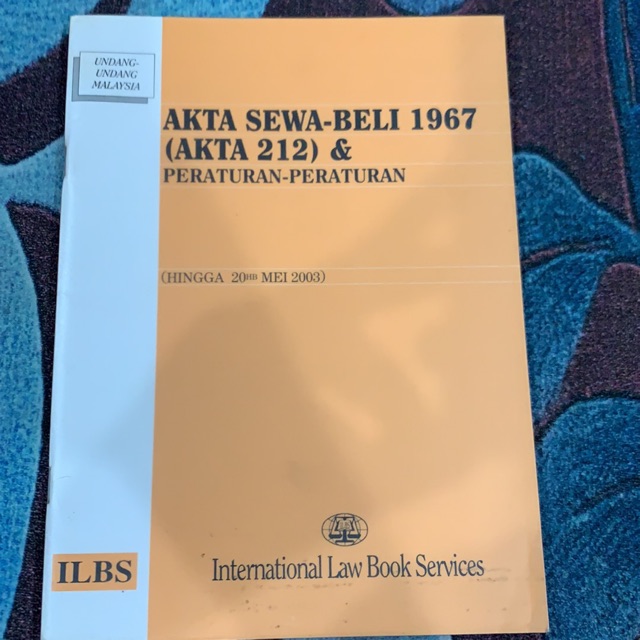 UNDANG-
UNDANG
MALAYSIA
AKTA SEWA-BELI 1967
(AKTA 212) &
PERATURAN-PERATURAN
(HINGGA 20HB MEI 2003)
ILBS
International Law Book Services